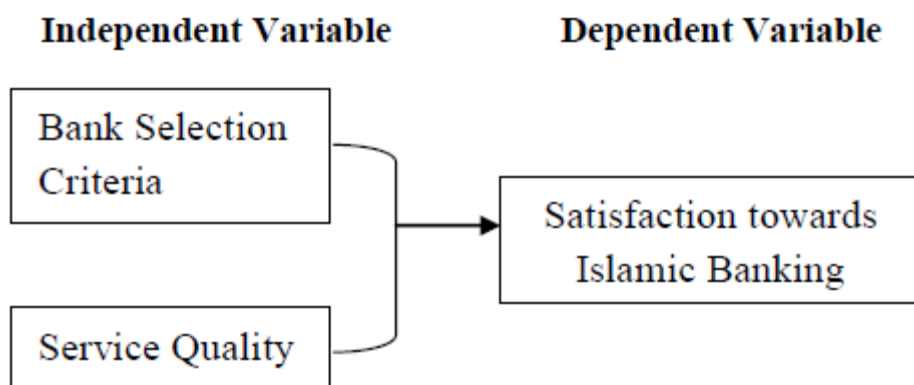 Independent Variable
Dependent Variable
Bank Selection
Criteria
Satisfaction towards
Islamic Banking
Service Quality